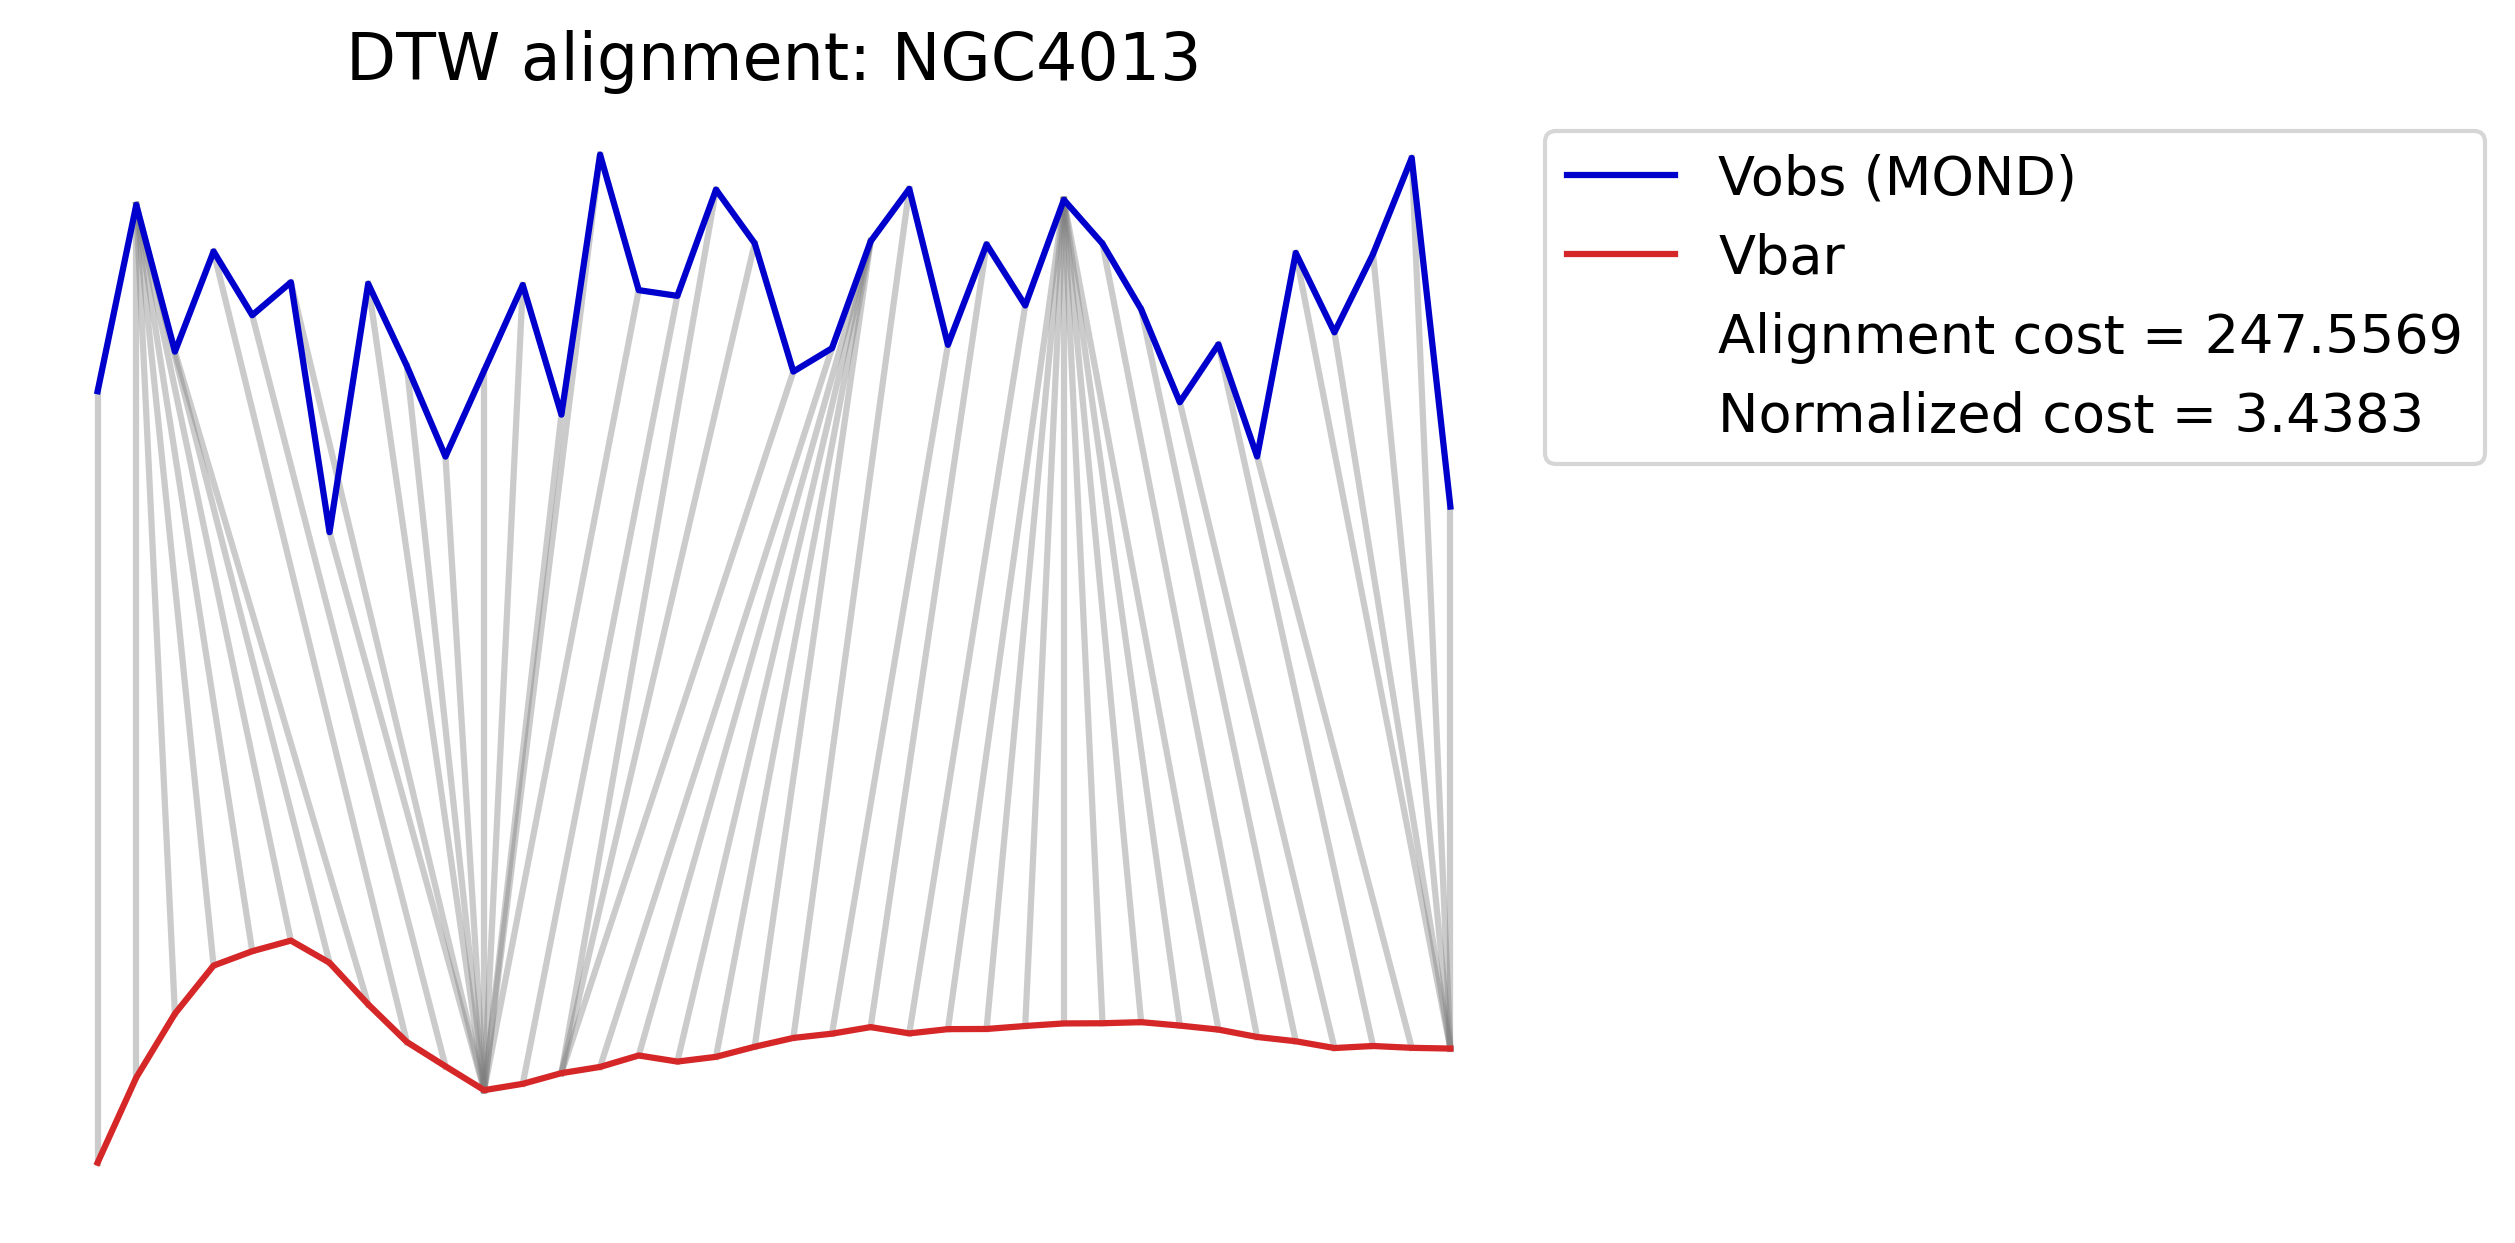 DTW alignment: NGC4013
Vobs (MOND)
Vbar
Alignment cost = 247.5569
Normalized cost = 3.4383